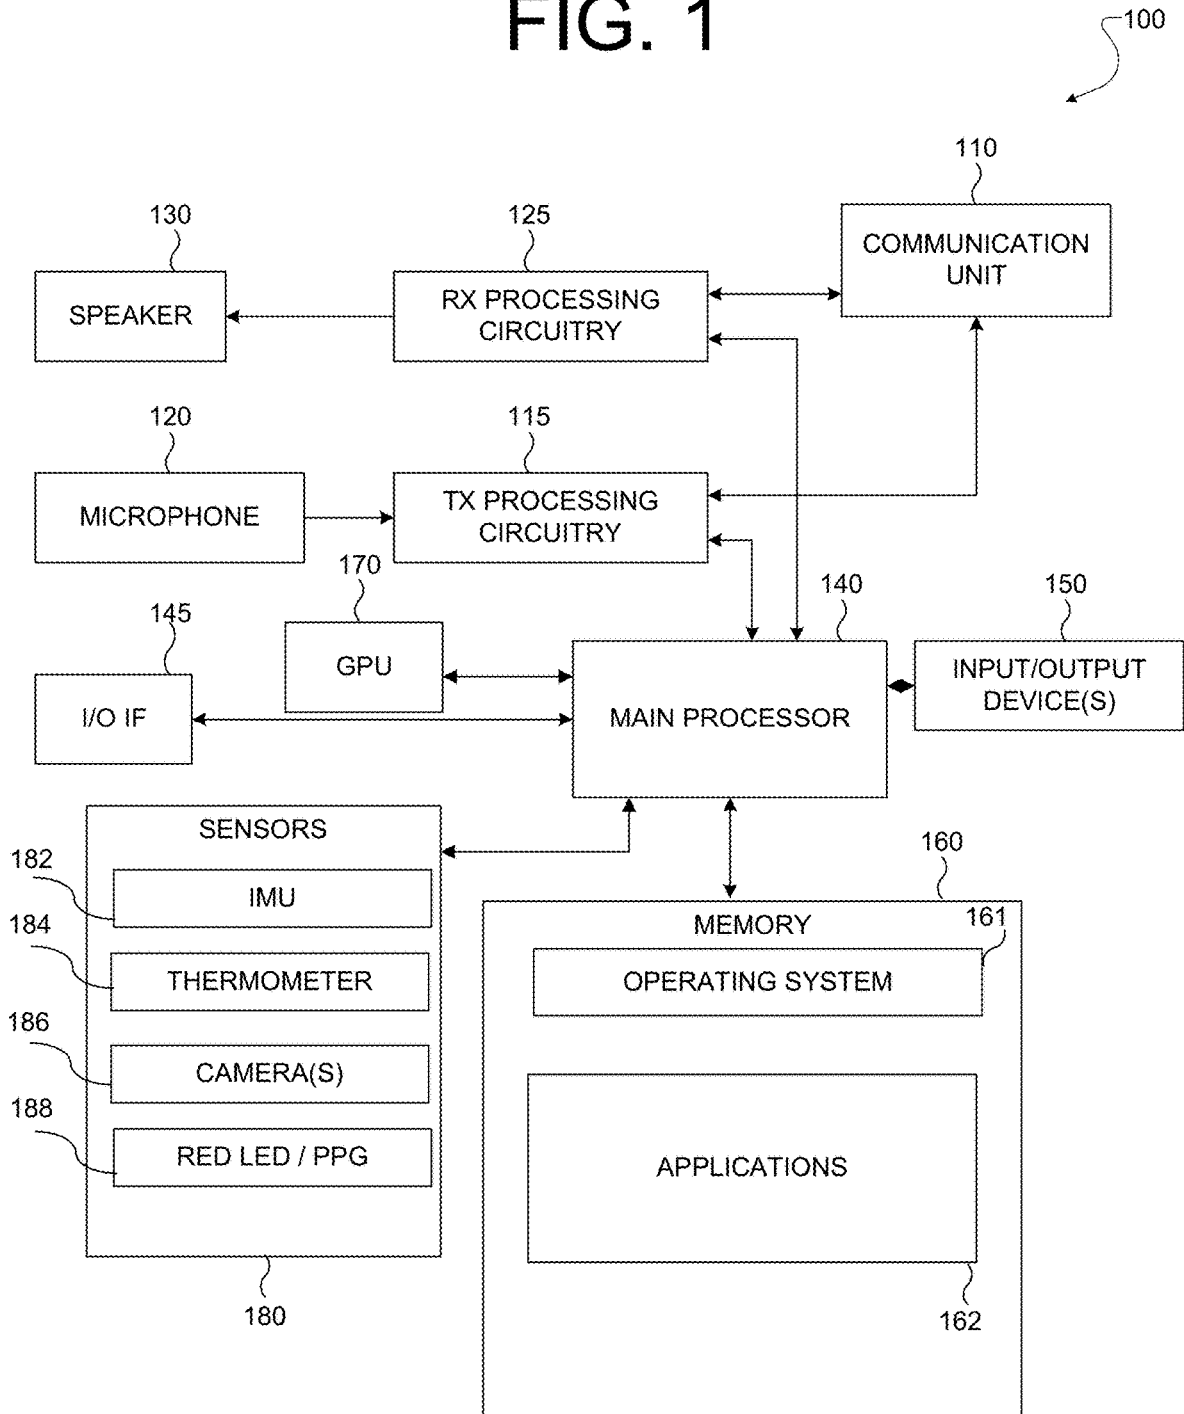 FIG. 1
100
110
130
125
COMMUNICATION
UNIT
RX PROCESSING
CIRCUITRY
SPEAKER
120
115
MICROPHONE
TX PROCESSING
CIRCUITRY
170
140
150
145
GPU
INPUT/OUTPUT
DEVICE(S)
I/O IF
MAIN PROCESSOR
SENSORS
160
182
IMU
161
MEMORY
184
THERMOMETER
OPERATING SYSTEM
186
CAMERA(S)
188
RED LED / PPG
APPLICATIONS
180
162